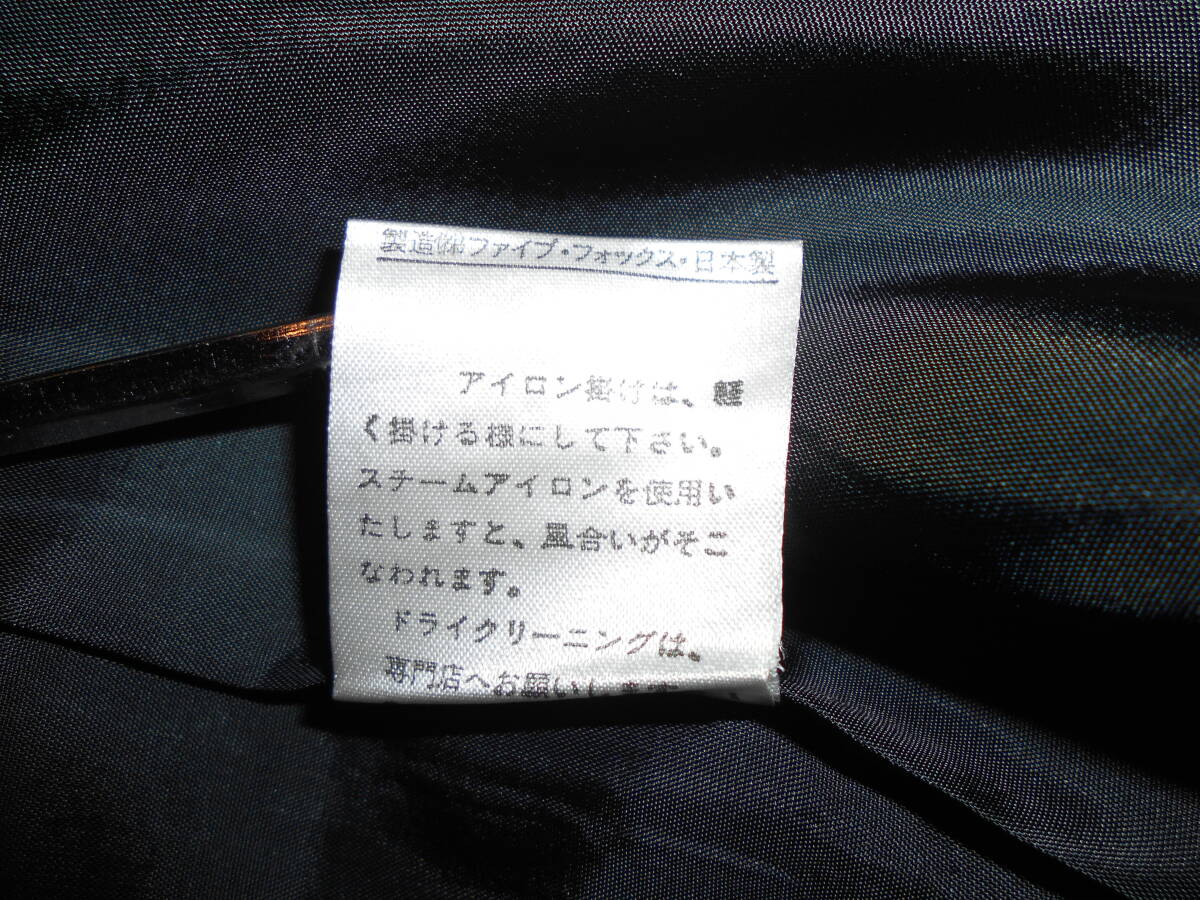 製造㈱ファイブ・フォックス・日本製
アイロン掛けは、軽
く掛ける様にして下さい。
スチームアイロンを使用い
たしますと、風合いがそこ
なわれます。
ドライクリーニングは、
専門店へお願いします